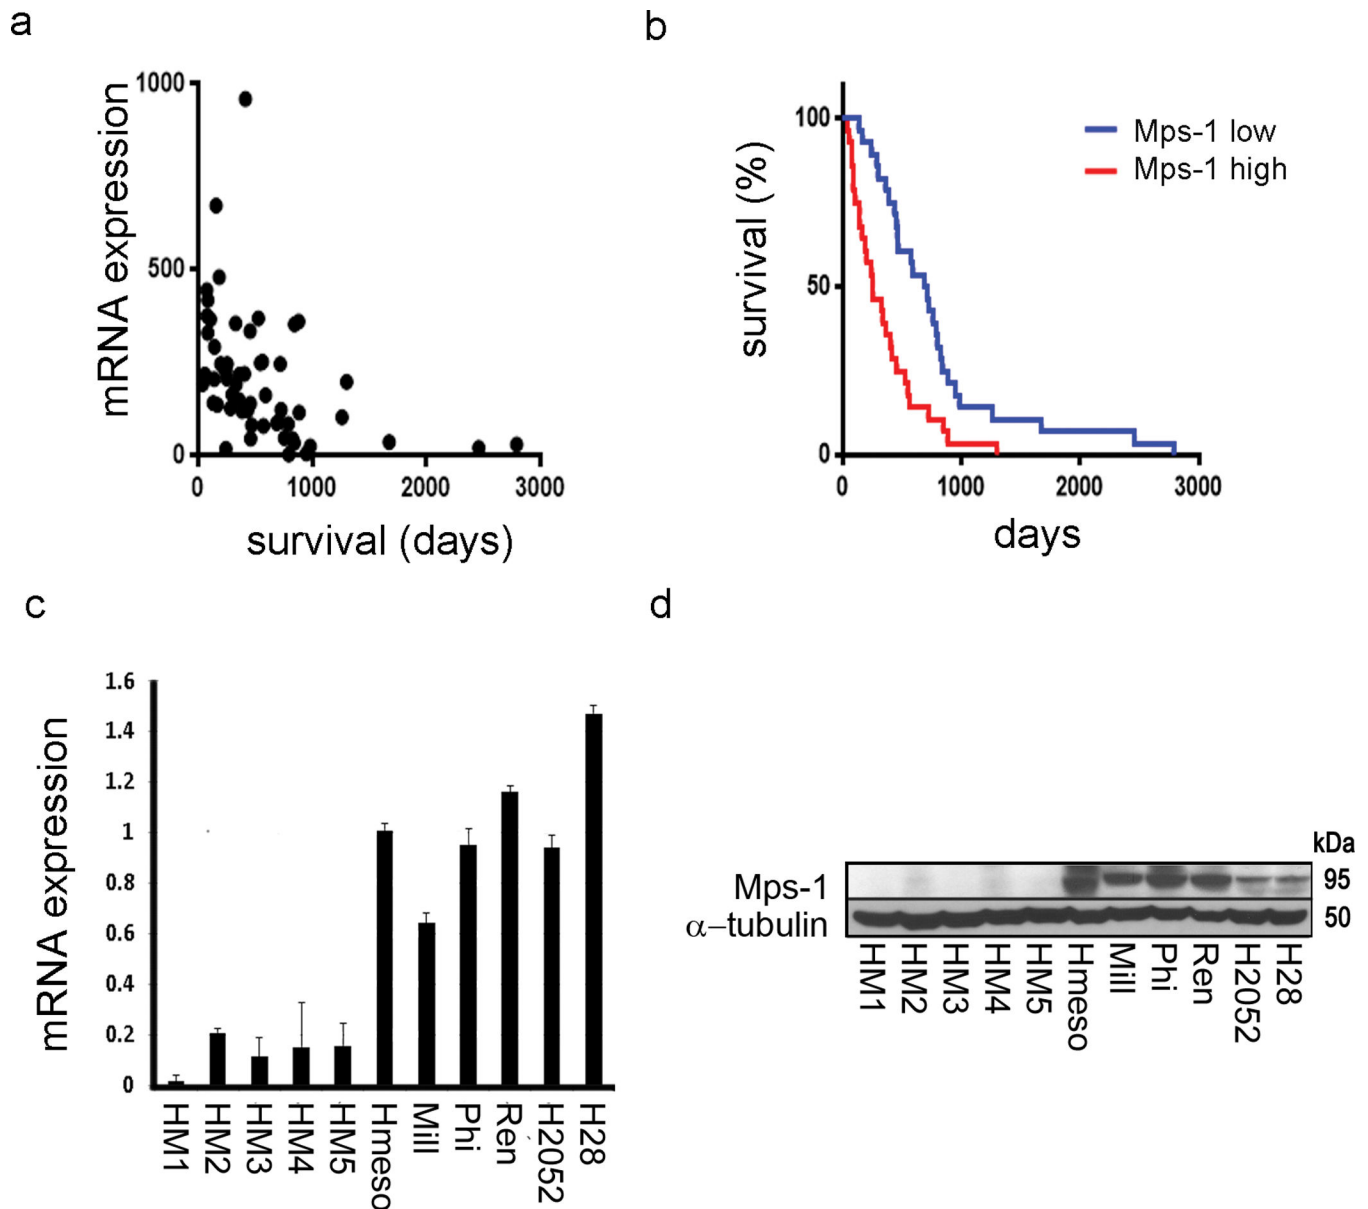 a
mRNA expression
1000
500
0
0 1000 2000 3000
survival (days)
b
survival (%)
100
50
0
0 1000 2000 3000
days
Mps-1 low
Mps-1 high
c
mRNA expression
1.6
1.4
1.2
1
0.8
0.6
0.4
0.2
0
HM1
HM2
HM3
HM4
HM5
Hmeso
Mill
Phi
Ren
H2052
H28
d
kDa
Mps-1 95
α–tubulin 50
HM1
HM2
HM3
HM4
HM5
Hmeso
Mill
Phi
Ren
H2052
H28